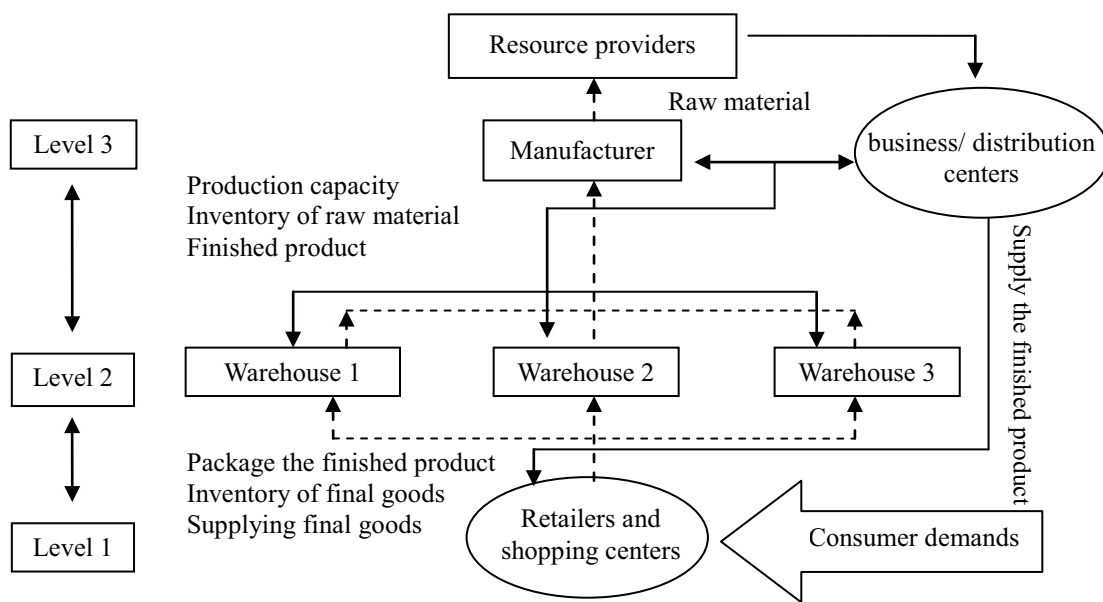 Resource providers
Raw material
business/ distribution
centers
Level 3
Manufacturer
Production capacity
Inventory of raw material
Finished product
Supply the finished product
Level 2
Warehouse 1
Warehouse 2
Warehouse 3
Package the finished product
Inventory of final goods
Supplying final goods
Level 1
Retailers and
shopping centers
Consumer demands